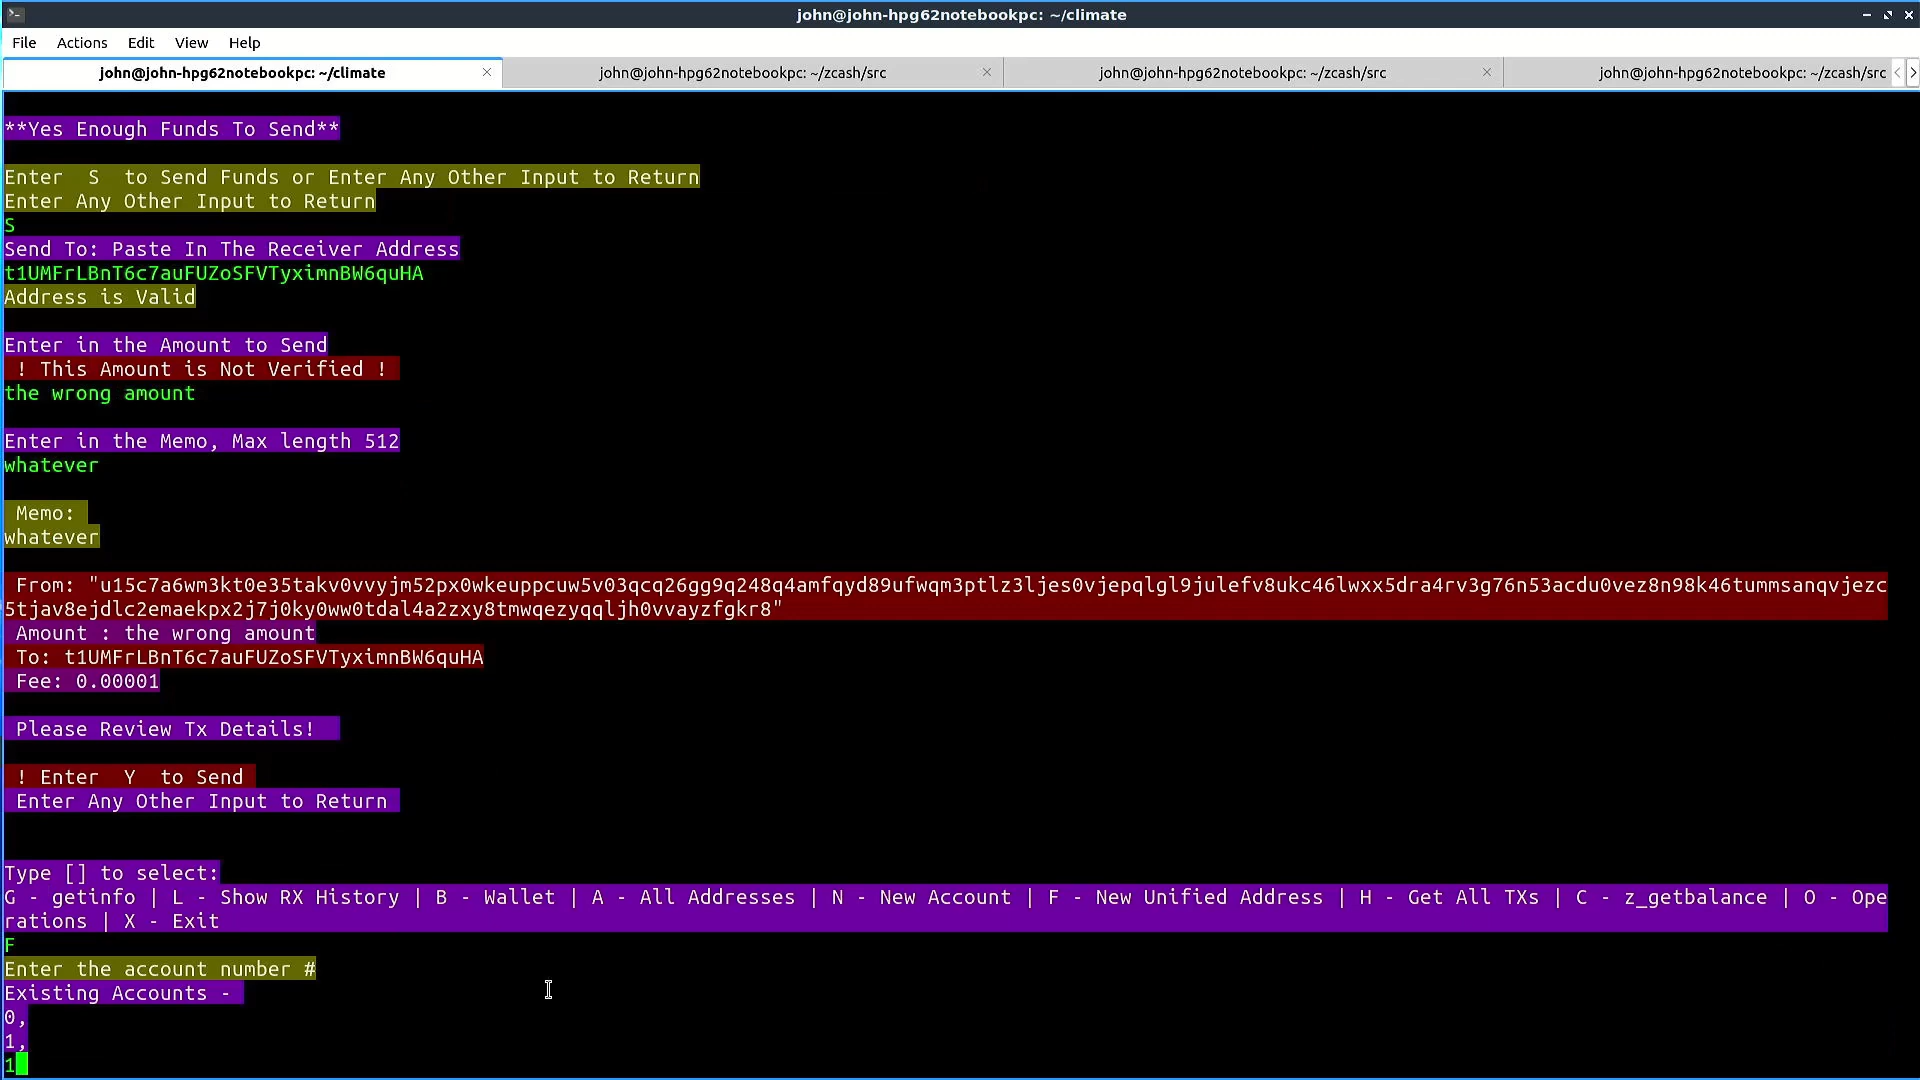 john@john-hpg62notebookpc: ~/climate
File Actions Edit View Help
john@john-hpg62notebookpc: ~/climate john@john-hpg62notebookpc: ~/zcash/src john@john-hpg62notebookpc: ~/zcash/src john@john-hpg62notebookpc: ~/zcash/src
**Yes Enough Funds To Send**
Enter  S  to Send Funds or Enter Any Other Input to Return
Enter Any Other Input to Return
S
Send To: Paste In The Receiver Address
t1UMFrLBnT6c7auFUZoSFVTyximnBW6quHA
Address is Valid
Enter in the Amount to Send
! This Amount is Not Verified !
the wrong amount
Enter in the Memo, Max length 512
whatever
Memo:
whatever
From: "u15c7a6wm3kt0e35takv0vvyjm52px0wkeuppcuw5v03qcq26gg9q248q4amfqyd89ufwqm3ptlz3ljes0vjepqlgl9julefv8ukc46lwxx5dra4rv3g76n53acdu0vez8n98k46tummsanqvjezc
5tjav8ejdlc2emaekpx2j7j0ky0ww0tdal4a2zxy8tmwqezyqqljh0vvayzfgkr8"
Amount : the wrong amount
To: t1UMFrLBnT6c7auFUZoSFVTyximnBW6quHA
Fee: 0.00001
Please Review Tx Details!
! Enter  Y  to Send
Enter Any Other Input to Return
Type [] to select:
G - getinfo | L - Show RX History | B - Wallet | A - All Addresses | N - New Account | F - New Unified Address | H - Get All TXs | C - z_getbalance | O - Ope
rations | X - Exit
F
Enter the account number #
Existing Accounts -
0,
1,
1